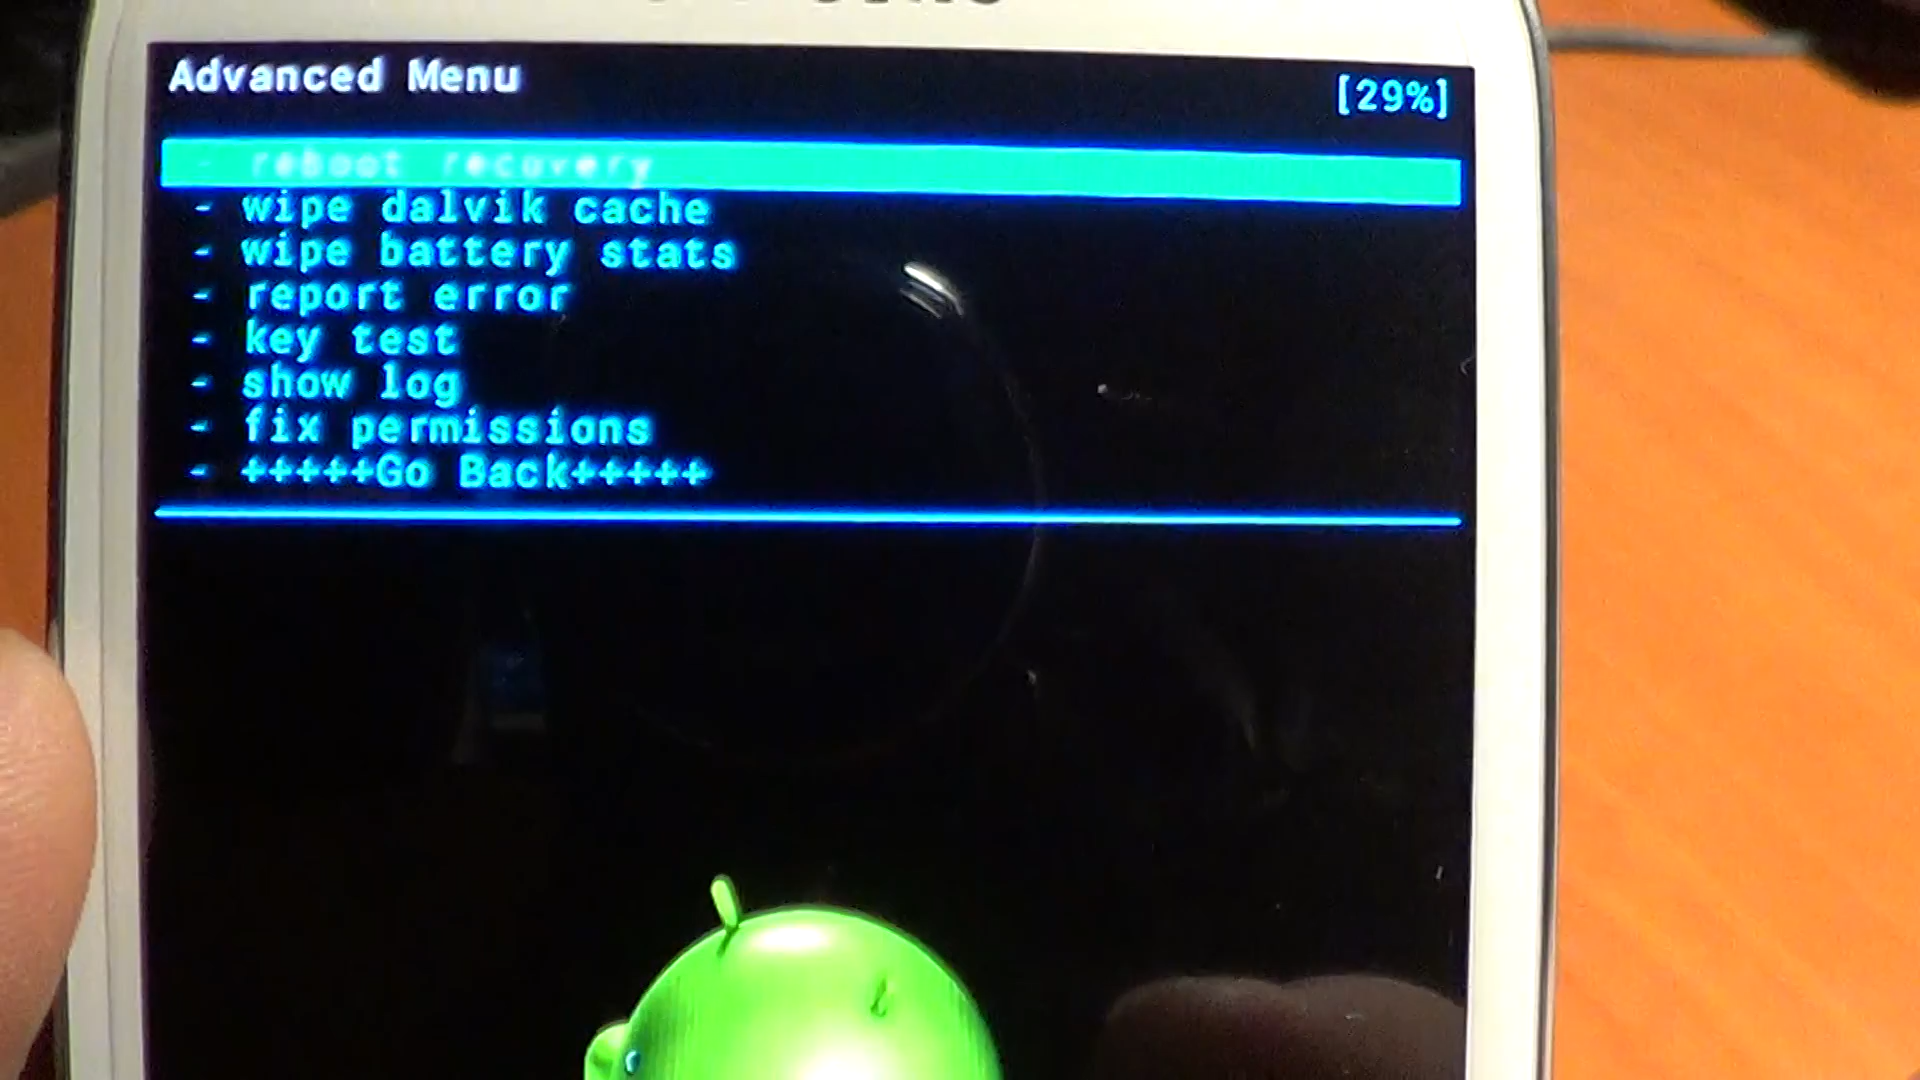 Advanced Menu
[29%]
- reboot recovery
- wipe dalvik cache
- wipe battery stats
- report error
- key test
- show log
- fix permissions
- +++++Go Back+++++